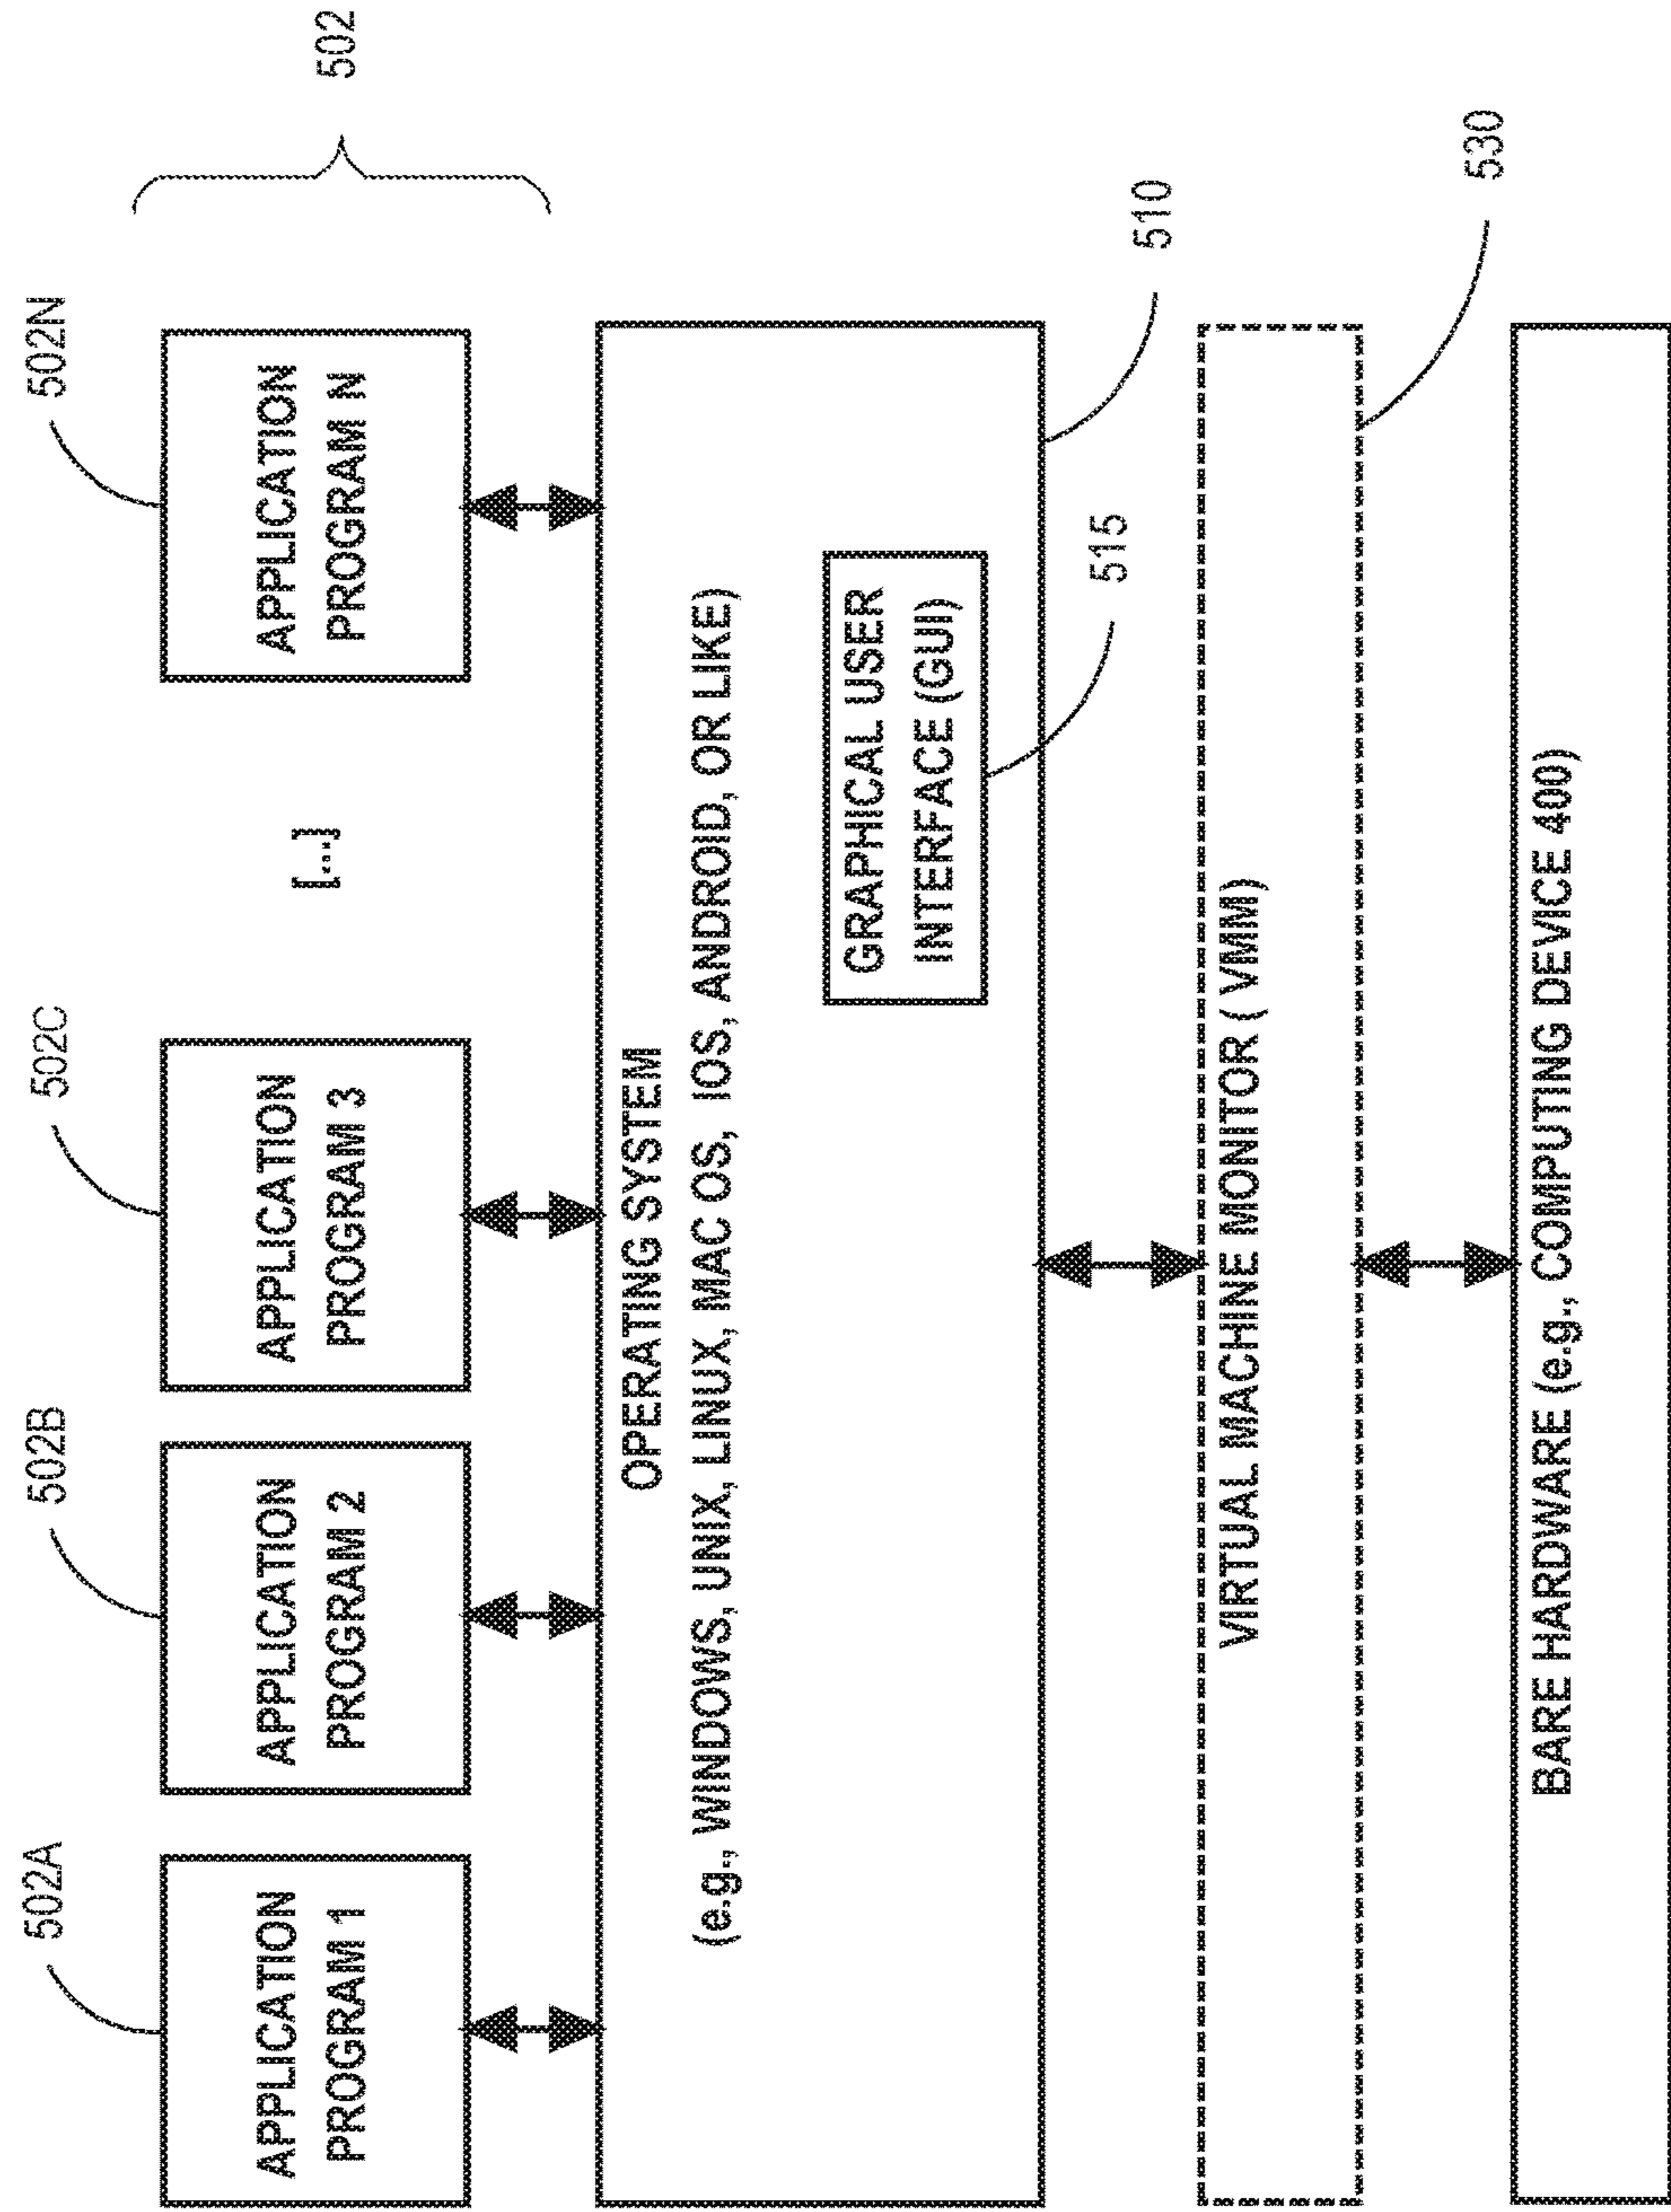 502
502A
502B
502C
502N
APPLICATION
PROGRAM 1
APPLICATION
PROGRAM 2
APPLICATION
PROGRAM 3
[...]
APPLICATION
PROGRAM N
OPERATING SYSTEM
(e.g., WINDOWS, UNIX, LINUX, MAC OS, IOS, ANDROID, OR LIKE)
GRAPHICAL USER
INTERFACE (GUI)
510
515
VIRTUAL MACHINE MONITOR ( VMM)
530
BARE HARDWARE (e.g., COMPUTING DEVICE 400)